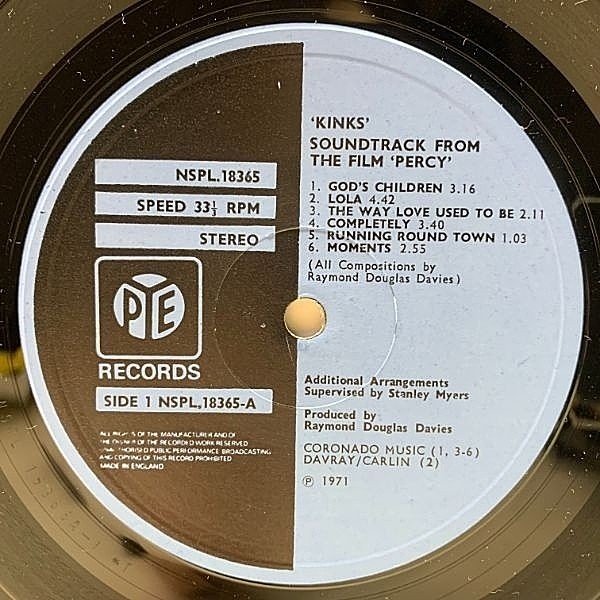 NSPL.18365
SPEED 33⅓ RPM
STEREO
PYE
RECORDS
SIDE 1 NSPL,18365-A
ALL RIGHTS OF THE MANUFACTURER AND OF
THE OWNER OF THE RECORDED WORK RESERVED
UNAUTHORISED PUBLIC PERFORMANCE BROADCASTING
AND COPYING OF THIS RECORD PROHIBITED
MADE IN ENGLAND
'KINKS'
SOUNDTRACK FROM
THE FILM 'PERCY'
1. GOD'S CHILDREN 3.16
2. LOLA 4.42
3. THE WAY LOVE USED TO BE 2.11
4. COMPLETELY 3.40
5. RUNNING ROUND TOWN 1.03
6. MOMENTS 2.55
(All Compositions by
Raymond Douglas Davies)
Additional Arrangements
Supervised by Stanley Myers
Produced by
Raymond Douglas Davies
CORONADO MUSIC (1, 3-6)
DAVRAY/CARLIN (2)
℗ 1971